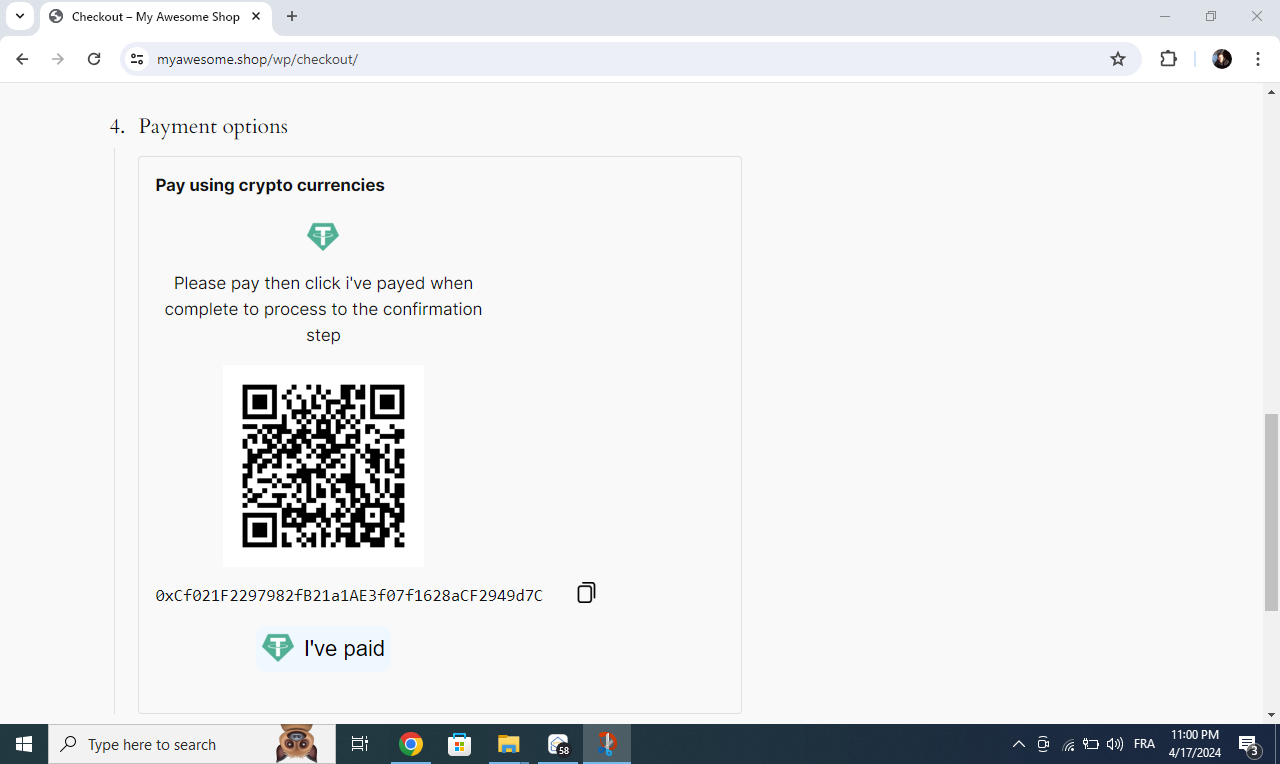 Checkout – My Awesome Shop
myawesome.shop/wp/checkout/
4. Payment options
Pay using crypto currencies
Please pay then click i've payed when
complete to process to the confirmation
step
0xCf021F2297982fB21a1AE3f07f1628aCF2949d7C
I've paid
Type here to search
58
FRA
11:00 PM
4/17/2024
3